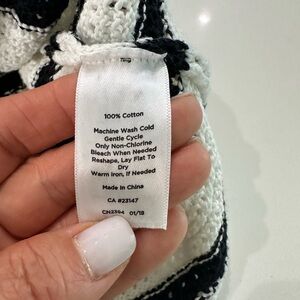 100% Cotton
Machine Wash Cold
Gentle Cycle
Only Non-Chlorine
Bleach When Needed
Reshape, Lay Flat To
Dry
Warm Iron, If Needed
Made In China
CA #23147
CN2394 01/18